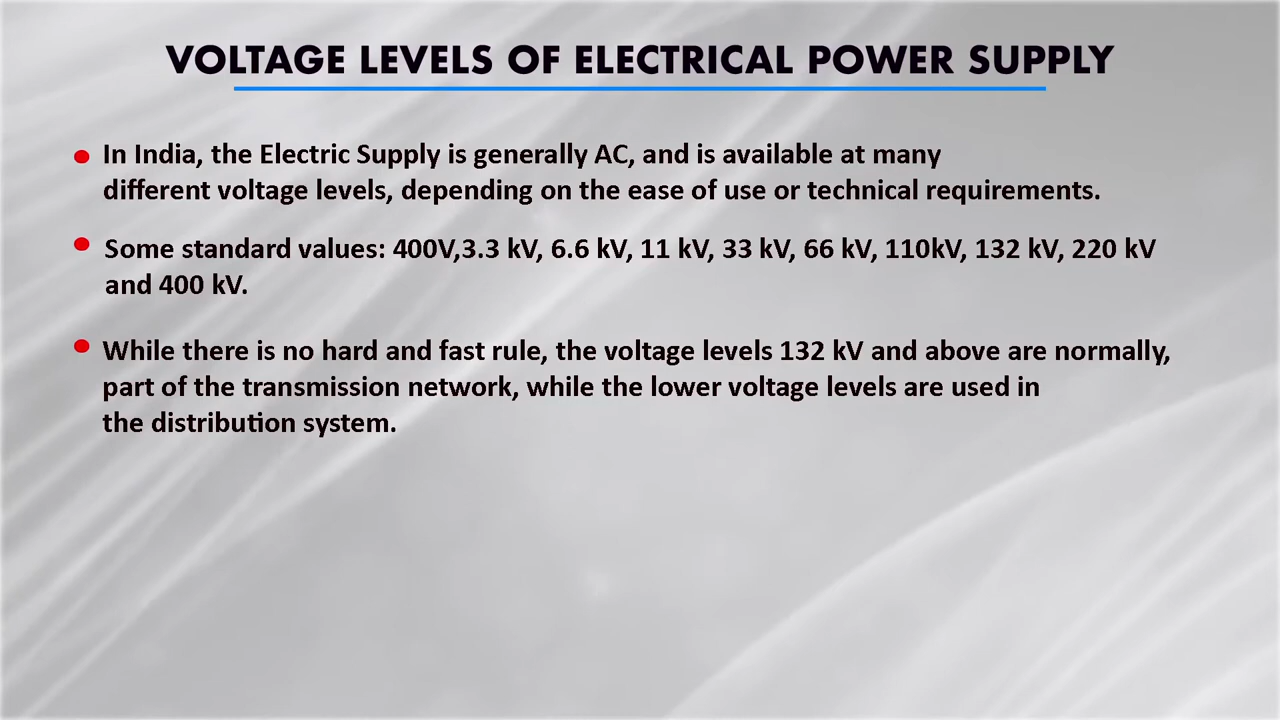 VOLTAGE LEVELS OF ELECTRICAL POWER SUPPLY
In India, the Electric Supply is generally AC, and is available at many
different voltage levels, depending on the ease of use or technical requirements.
Some standard values: 400V,3.3 kV, 6.6 kV, 11 kV, 33 kV, 66 kV, 110kV, 132 kV, 220 kV
and 400 kV.
While there is no hard and fast rule, the voltage levels 132 kV and above are normally,
part of the transmission network, while the lower voltage levels are used in
the distribution system.